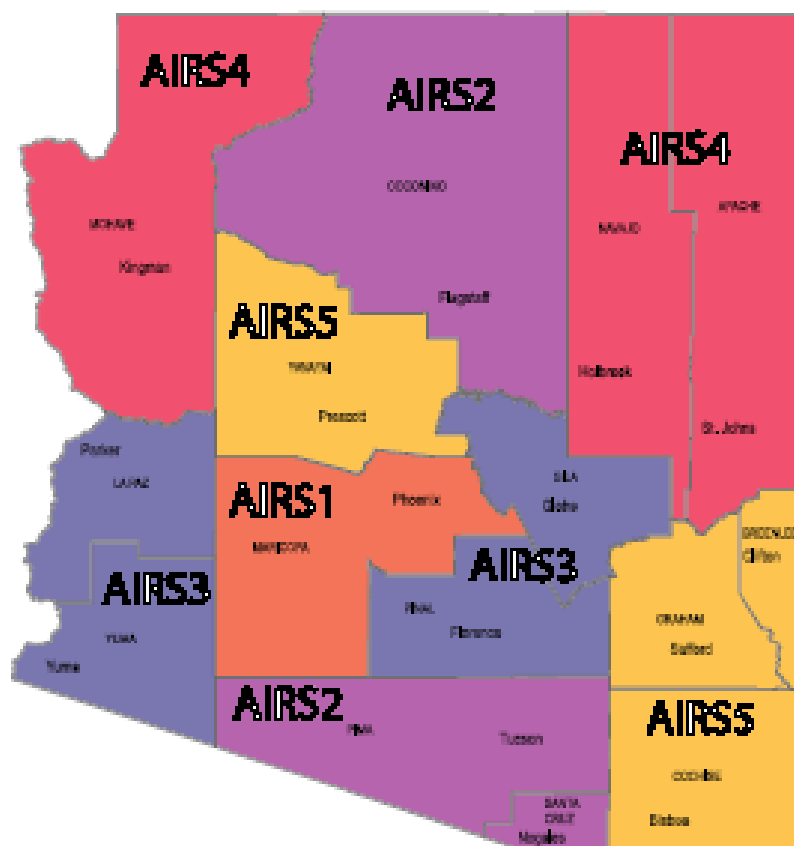 AIRS4
AIRS2
AIRS4
COCONINO
APACHE
MOHAVE
NAVAJO
Kingman
Flagstaff
AIRS5
YAVAPAI
Holbrook
Prescott
St. Johns
Parker
LA PAZ
GILA
AIRS1
Phoenix
Globe
GREENLEE
MARICOPA
Clifton
AIRS3
AIRS3
PINAL
GRAHAM
Florence
YUMA
Safford
Yuma
AIRS2
AIRS5
PIMA
Tucson
COCHISE
SANTA
CRUZ
Bisbee
Nogales